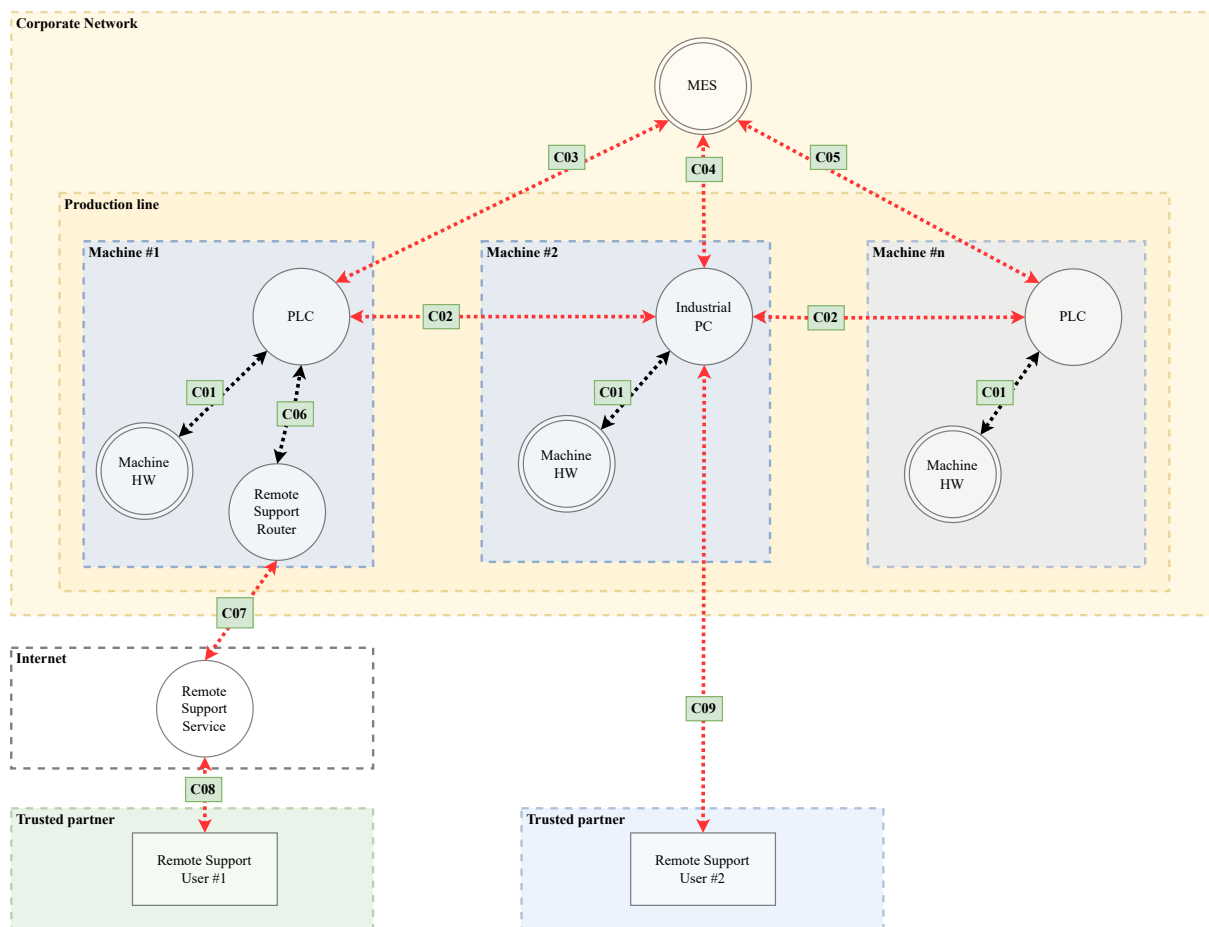 Corporate Network
MES
C03
C04
C05
Production line
Machine #1
Machine #2
Machine #n
PLC
Industrial
PC
PLC
C02
C02
C01
C06
C01
C01
Machine
HW
Remote
Support
Router
Machine
HW
Machine
HW
C07
Internet
Remote
Support
Service
C09
C08
Trusted partner
Remote Support
User #1
Trusted partner
Remote Support
User #2